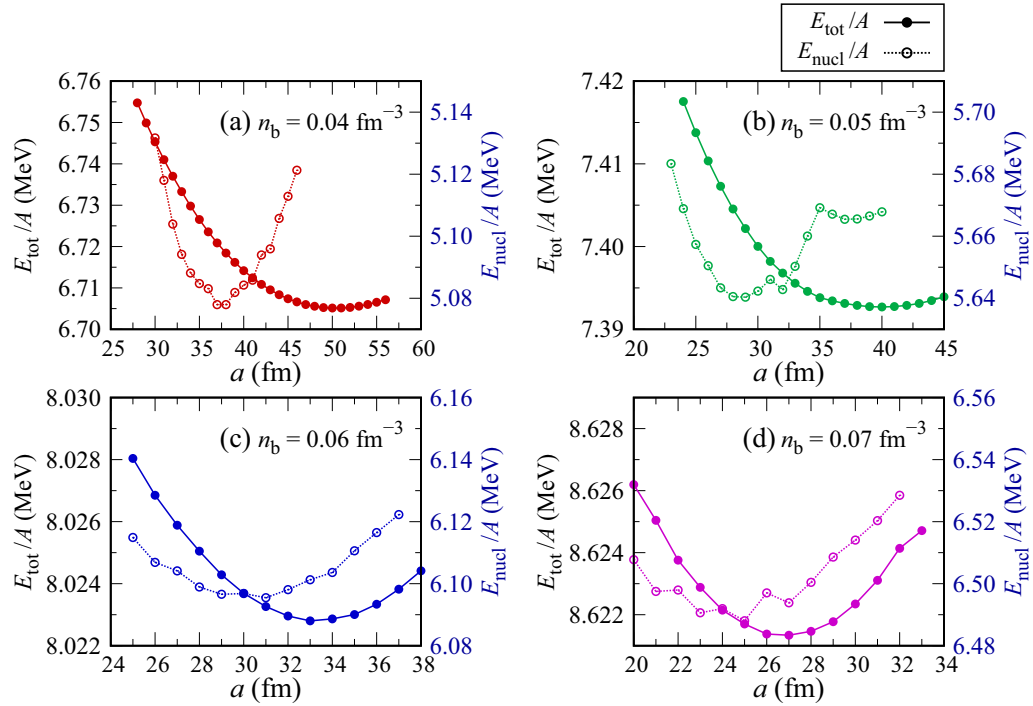 E_tot/A
E_nucl/A
(a) n_b = 0.04 fm⁻³
6.76
6.75
6.74
6.73
6.72
6.71
6.70
E_tot/A (MeV)
5.14
5.12
5.10
5.08
E_nucl/A (MeV)
25 30 35 40 45 50 55 60
a (fm)
(b) n_b = 0.05 fm⁻³
7.42
7.41
7.40
7.39
E_tot/A (MeV)
5.70
5.68
5.66
5.64
E_nucl/A (MeV)
20 25 30 35 40 45
a (fm)
(c) n_b = 0.06 fm⁻³
8.030
8.028
8.026
8.024
8.022
E_tot/A (MeV)
6.16
6.14
6.12
6.10
6.08
E_nucl/A (MeV)
24 26 28 30 32 34 36 38
a (fm)
(d) n_b = 0.07 fm⁻³
8.628
8.626
8.624
8.622
E_tot/A (MeV)
6.56
6.54
6.52
6.50
6.48
E_nucl/A (MeV)
20 22 24 26 28 30 32 34
a (fm)